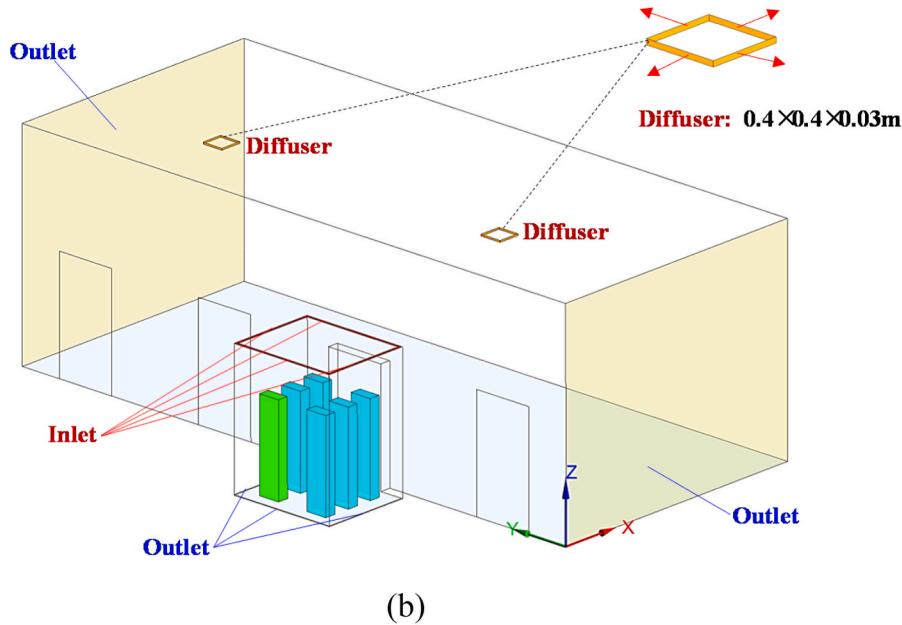 Outlet
Diffuser: 0.4×0.4×0.03m
Diffuser
Diffuser
Inlet
Z
Y
X
Outlet
Outlet
(b)